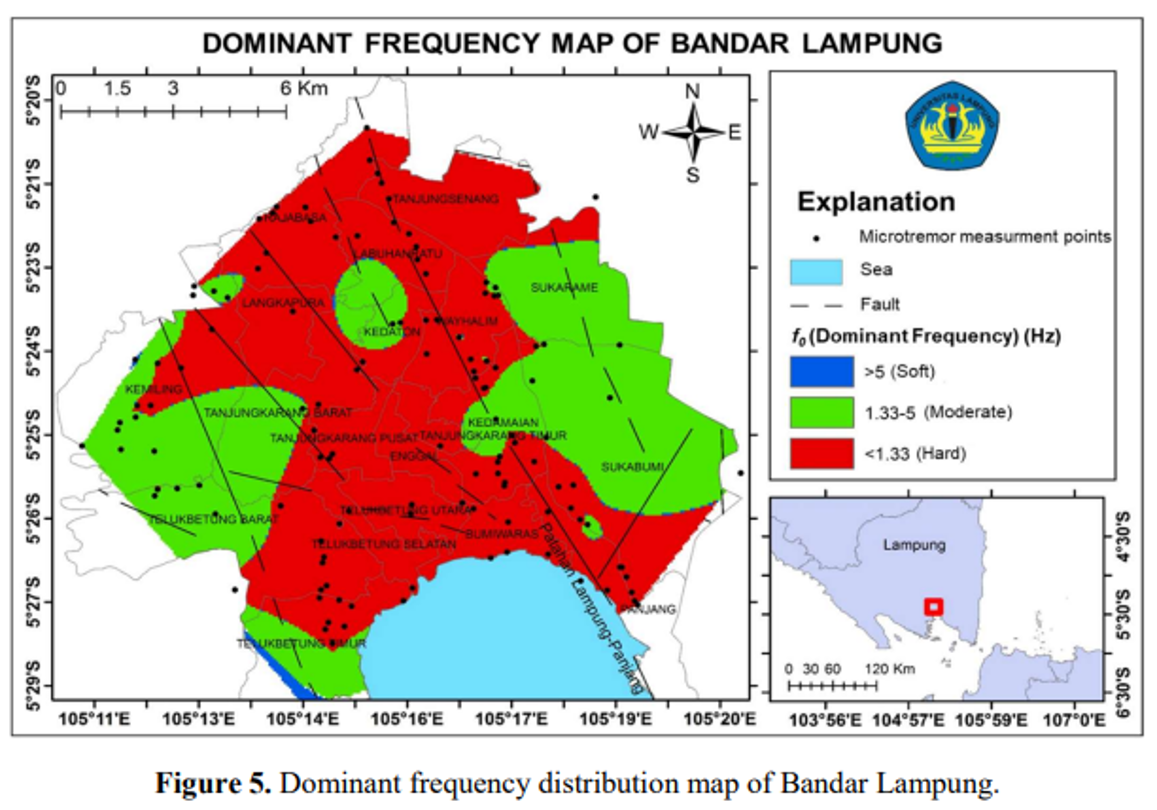 DOMINANT FREQUENCY MAP OF BANDAR LAMPUNG
0 1.5 3 6 Km
N
W E
S
5°20'S
5°21'S
5°23'S
5°24'S
5°25'S
5°26'S
5°27'S
5°29'S
TANJUNGSENANG
RAJABASA
LABUHANRATU
SUKARAME
LANGKAPURA
WAYHALIM
KEDATON
KEMILING
TANJUNGKARANG BARAT
KEDAMAIAN
TANJUNGKARANG PUSAT
TANJUNGKARANG TIMUR
ENGGAL
SUKABUMI
TELUKBETUNG UTARA
TELUKBETUNG BARAT
BUMIWARAS
TELUKBETUNG SELATAN
Patahan Lampung-Panjang
PANJANG
TELUKBETUNG TIMUR
105°11'E 105°13'E 105°14'E 105°16'E 105°17'E 105°19'E 105°20'E
UNIVERSITAS LAMPUNG
Explanation
Microtremor measurment points
Sea
Fault
f0 (Dominant Frequency) (Hz)
>5 (Soft)
1.33-5 (Moderate)
<1.33 (Hard)
Lampung
0 30 60 120 Km
4°30'S
5°30'S
6°30'S
103°56'E 104°57'E 105°59'E 107°0'E
Figure 5. Dominant frequency distribution map of Bandar Lampung.